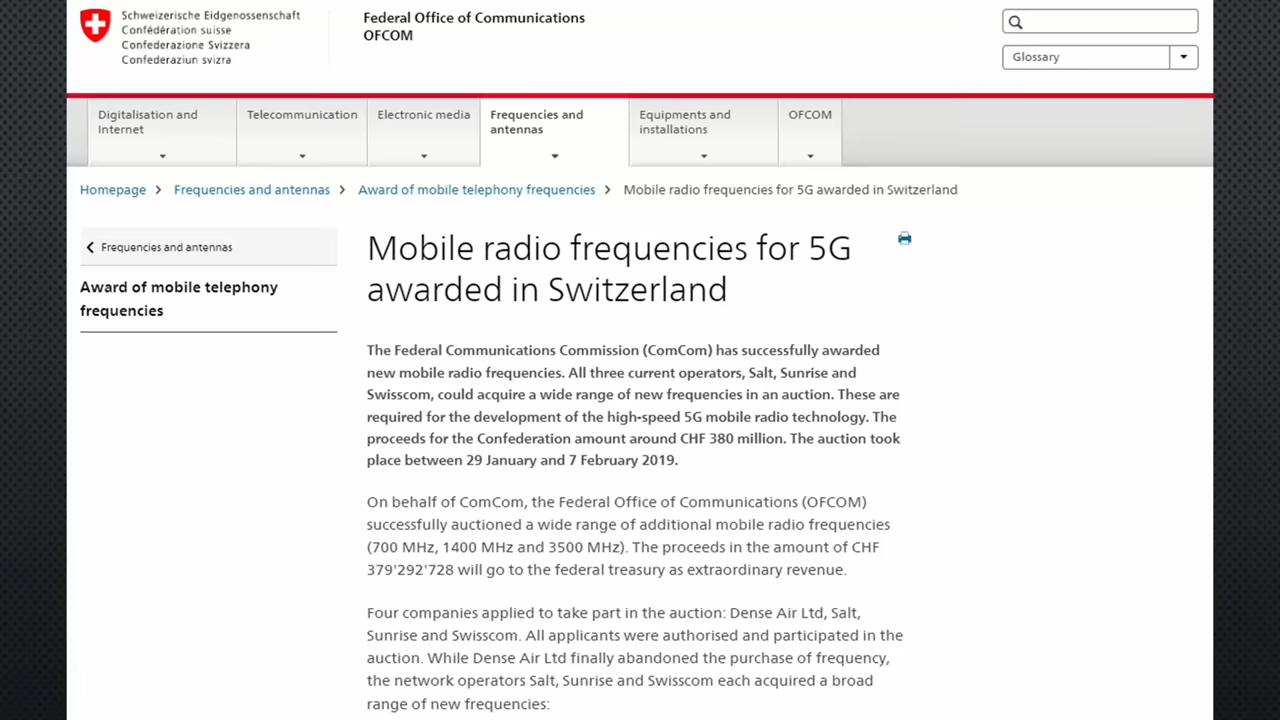 Schweizerische Eidgenossenschaft
Confédération suisse
Confederazione Svizzera
Confederaziun svizra
Federal Office of Communications
OFCOM
Glossary
Digitalisation and
Internet
Telecommunication
Electronic media
Frequencies and
antennas
Equipments and
installations
OFCOM
Homepage > Frequencies and antennas > Award of mobile telephony frequencies > Mobile radio frequencies for 5G awarded in Switzerland
Frequencies and antennas
Award of mobile telephony
frequencies
Mobile radio frequencies for 5G
awarded in Switzerland
The Federal Communications Commission (ComCom) has successfully awarded
new mobile radio frequencies. All three current operators, Salt, Sunrise and
Swisscom, could acquire a wide range of new frequencies in an auction. These are
required for the development of the high-speed 5G mobile radio technology. The
proceeds for the Confederation amount around CHF 380 million. The auction took
place between 29 January and 7 February 2019.
On behalf of ComCom, the Federal Office of Communications (OFCOM)
successfully auctioned a wide range of additional mobile radio frequencies
(700 MHz, 1400 MHz and 3500 MHz). The proceeds in the amount of CHF
379'292'728 will go to the federal treasury as extraordinary revenue.
Four companies applied to take part in the auction: Dense Air Ltd, Salt,
Sunrise and Swisscom. All applicants were authorised and participated in the
auction. While Dense Air Ltd finally abandoned the purchase of frequency,
the network operators Salt, Sunrise and Swisscom each acquired a broad
range of new frequencies: